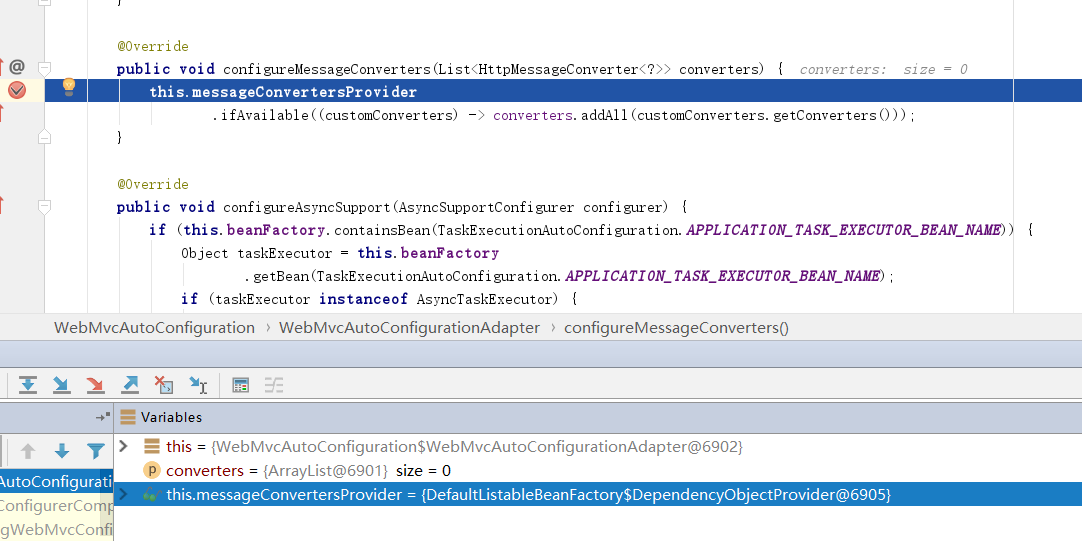 }
@Override
public void configureMessageConverters(List<HttpMessageConverter<?>> converters) { converters: size = 0
this.messageConvertersProvider
.ifAvailable((customConverters) -> converters.addAll(customConverters.getConverters()));
}
@Override
public void configureAsyncSupport(AsyncSupportConfigurer configurer) {
if (this.beanFactory.containsBean(TaskExecutionAutoConfiguration.APPLICATION_TASK_EXECUTOR_BEAN_NAME)) {
Object taskExecutor = this.beanFactory
.getBean(TaskExecutionAutoConfiguration.APPLICATION_TASK_EXECUTOR_BEAN_NAME);
if (taskExecutor instanceof AsyncTaskExecutor) {
WebMvcAutoConfiguration › WebMvcAutoConfigurationAdapter › configureMessageConverters()
Variables
this = {WebMvcAutoConfiguration$WebMvcAutoConfigurationAdapter@6902}
p converters = {ArrayList@6901} size = 0
AutoConfigurati this.messageConvertersProvider = {DefaultListableBeanFactory$DependencyObjectProvider@6905}
ConfigurerComp
gWebMvcConfi